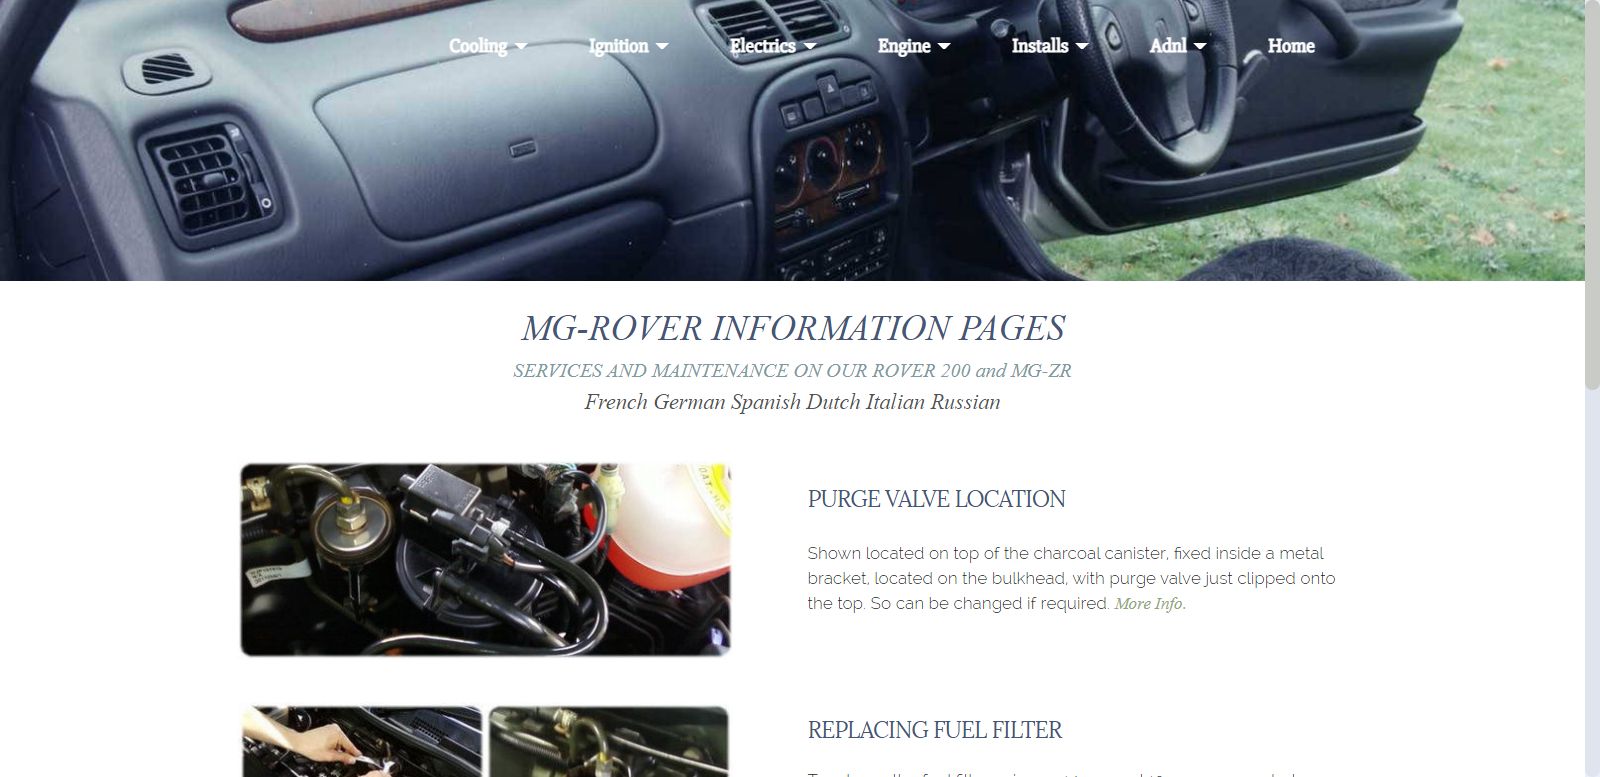 Cooling Ignition Electrics Engine Installs Adnl Home
MG-ROVER INFORMATION PAGES
SERVICES AND MAINTENANCE ON OUR ROVER 200 and MG-ZR
French German Spanish Dutch Italian Russian
PURGE VALVE LOCATION
Shown located on top of the charcoal canister, fixed inside a metal
bracket, located on the bulkhead, with purge valve just clipped onto
the top. So can be changed if required. More Info.
REPLACING FUEL FILTER